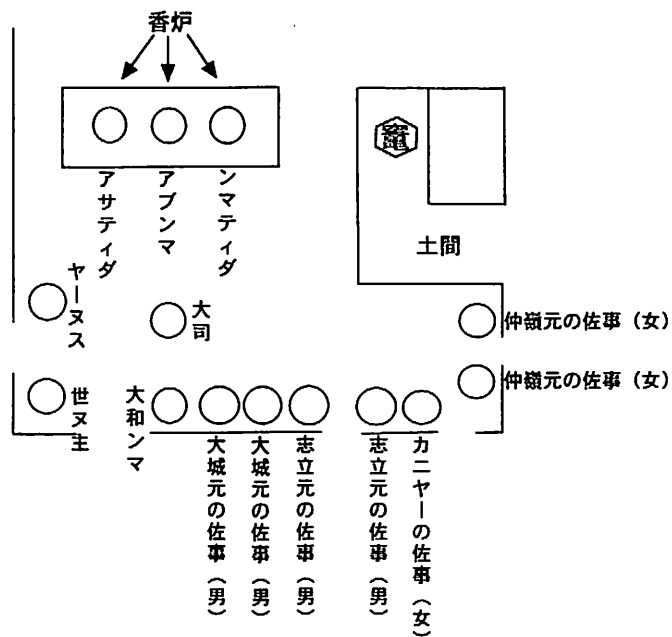 香炉
アサティダ
アブンマ
ンマティダ
竈
土間
ヤーヌス
大司
仲嶺元の佐事（女）
世ヌ主
大和ンマ
仲嶺元の佐事（女）
大城元の佐事（男）
大城元の佐事（男）
志立元の佐事（男）
志立元の佐事（男）
カニヤーの佐事（女）